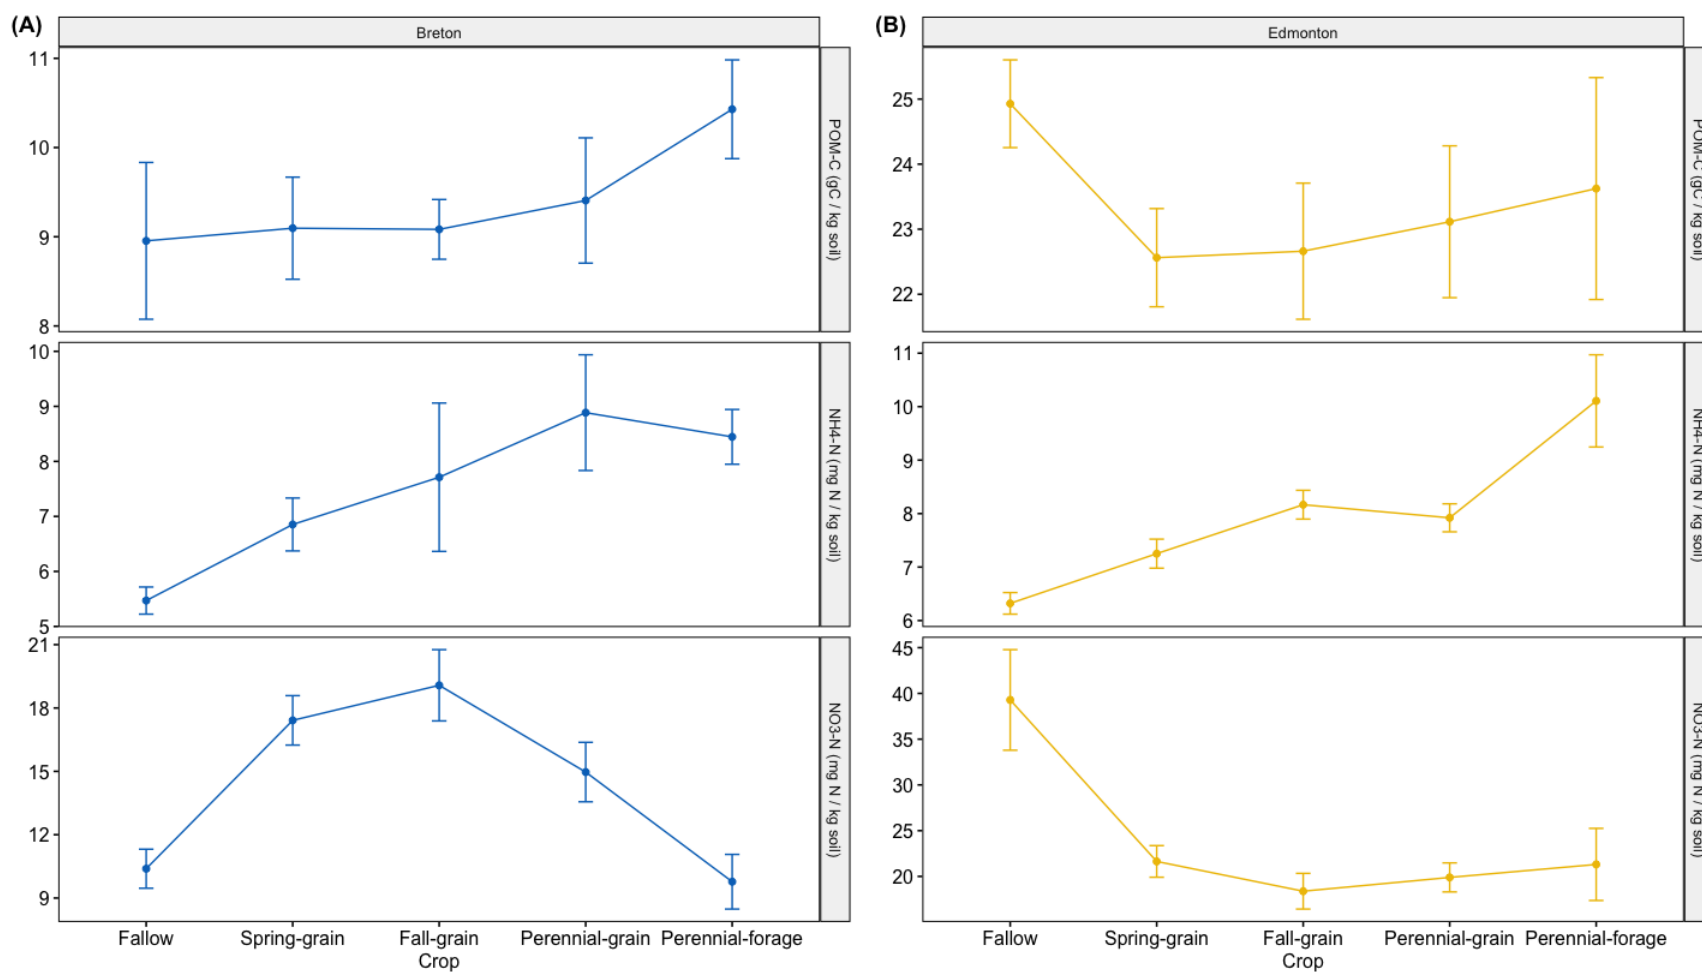 (A)
Breton
11
10
9
8
POM-C (gC / kg soil)
10
9
8
7
6
5
NH4-N (mg N / kg soil)
21
18
15
12
9
NO3-N (mg N / kg soil)
Fallow Spring-grain Fall-grain Perennial-grain Perennial-forage
Crop
(B)
Edmonton
25
24
23
22
POM-C (gC / kg soil)
11
10
9
8
7
6
NH4-N (mg N / kg soil)
45
40
35
30
25
20
NO3-N (mg N / kg soil)
Fallow Spring-grain Fall-grain Perennial-grain Perennial-forage
Crop